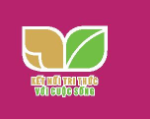 KẾT NỐI TRI THỨC
VỚI CUỘC SỐNG